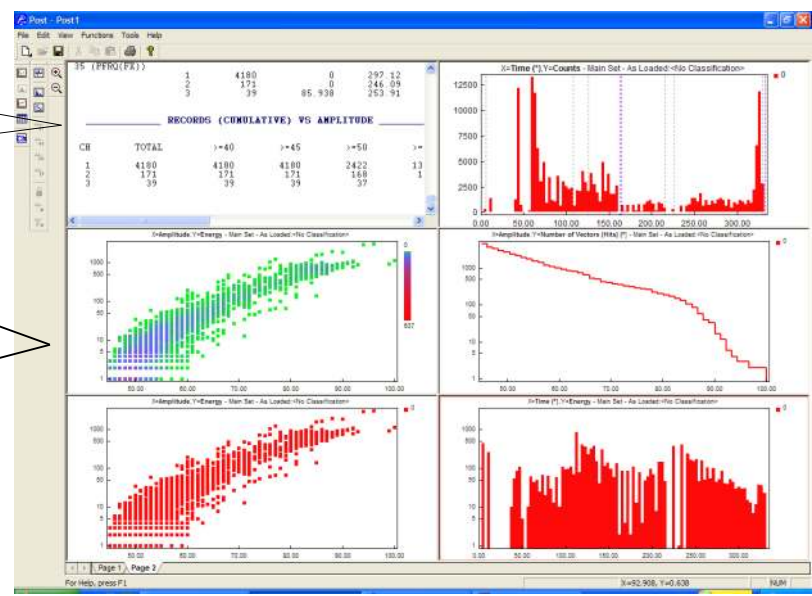 Post - Post1
File Edit View Functions Tools Help
35 (PFRQ(FX))
1 4180 0 297.12
2 171 0 246.09
3 39 85.938 253.91
RECORDS (CUMULATIVE) VS AMPLITUDE
CH TOTAL >=40 >=45 >=50 >=
1 4180 4180 4180 2422 13
2 171 171 171 168 1
3 39 39 39 37
X=Time (*),Y=Counts - Main Set - As Loaded:<No Classification>
0
12500
10000
7500
5000
2500
0
0.00 50.00 100.00 150.00 200.00 250.00 300.00
X=Amplitude,Y=Energy - Main Set - As Loaded:<No Classification>
0
637
1000
500
100
50
10
5
1
50.00 60.00 70.00 80.00 90.00 100.00
X=Amplitude,Y=Number of Vectors (Hits) (*) - Main Set - As Loaded:<No Classification>
0
1000
500
100
50
10
5
1
50.00 60.00 70.00 80.00 90.00 100.00
X=Amplitude,Y=Energy - Main Set - As Loaded:<No Classification>
0
1000
500
100
50
10
5
1
50.00 60.00 70.00 80.00 90.00 100.00
X=Time (*),Y=Energy - Main Set - As Loaded:<No Classification>
0
1000
500
100
50
10
5
1
0.00 50.00 100.00 150.00 200.00 250.00 300.00
Page 1 Page 2
For Help, press F1
X=92.908, Y=0.638 NUM